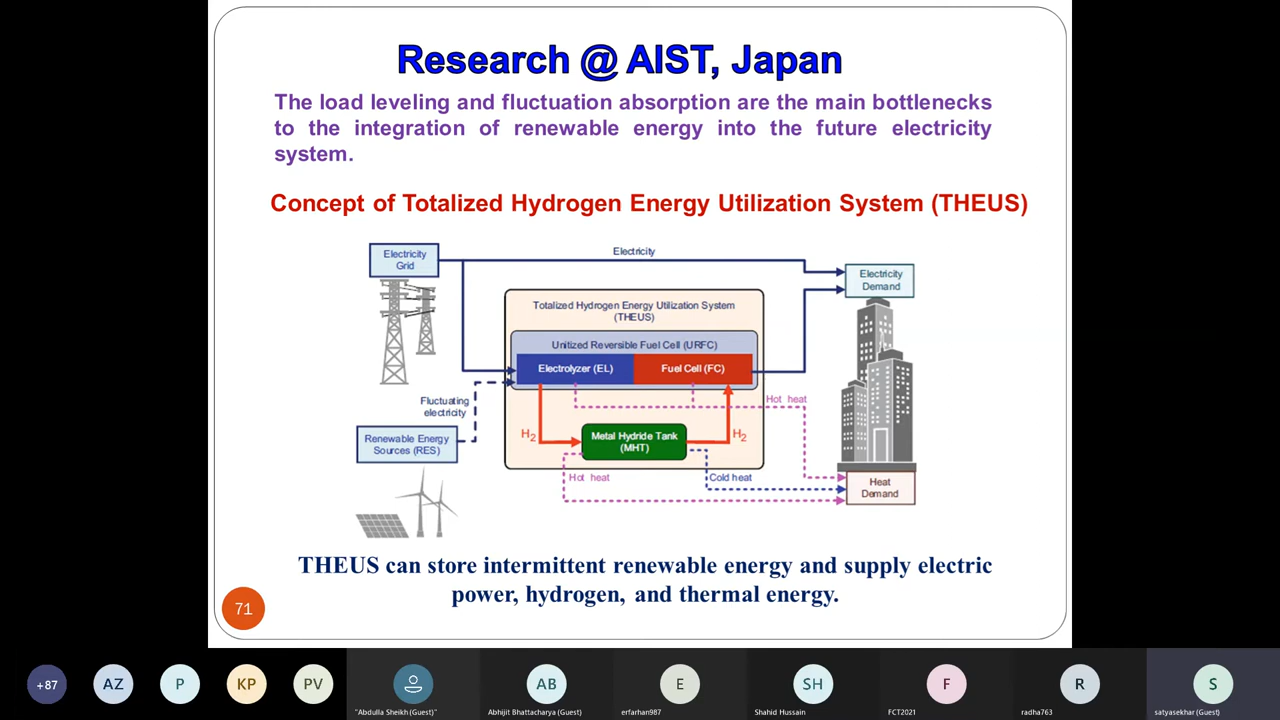 Research @ AIST, Japan
The load leveling and fluctuation absorption are the main bottlenecks
to the integration of renewable energy into the future electricity
system.
Concept of Totalized Hydrogen Energy Utilization System (THEUS)
Electricity
Grid
Electricity
Electricity
Demand
Totalized Hydrogen Energy Utilization System
(THEUS)
Unitized Reversible Fuel Cell (URFC)
Electrolyzer (EL)
Fuel Cell (FC)
Fluctuating
electricity
Hot heat
Renewable Energy
Sources (RES)
H2
Metal Hydride Tank
(MHT)
H2
Hot heat
Cold heat
Heat
Demand
THEUS can store intermittent renewable energy and supply electric
power, hydrogen, and thermal energy.
71
+87
AZ
P
KP
PV
AB
E
SH
F
R
S
"Abdulla Sheikh (Guest)"
Abhijit Bhattacharya (Guest)
erfarhan987
Shahid Hussain
FCT2021
radha763
satyasekhar (Guest)